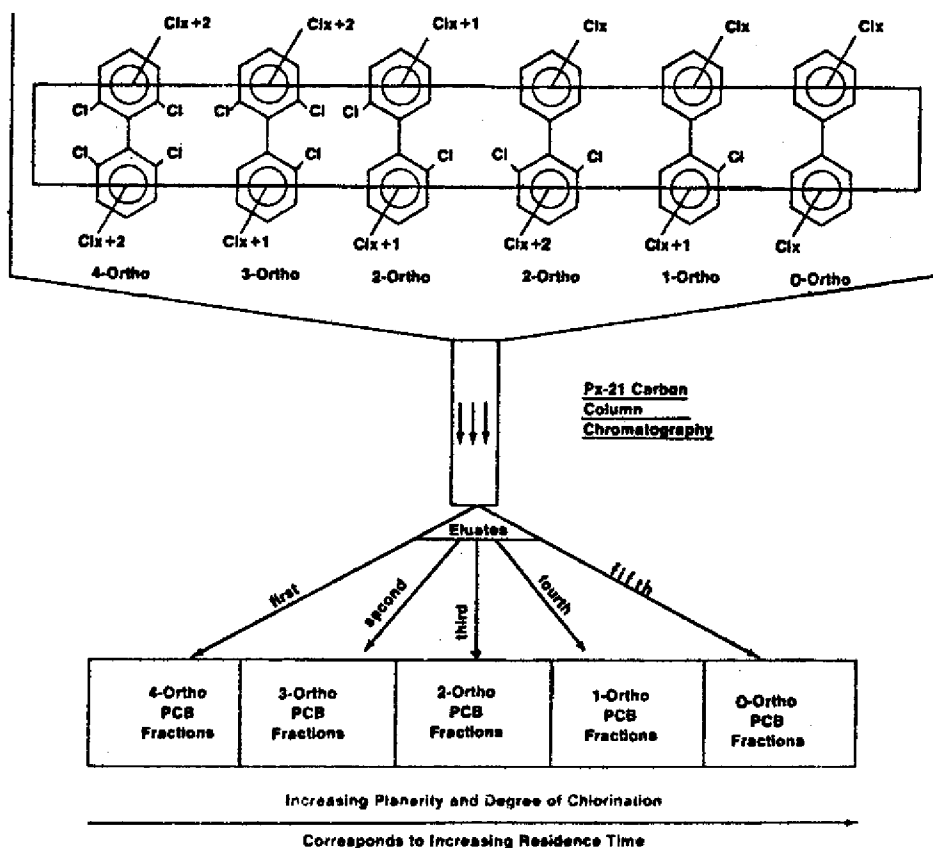 Clx+2 Clx+2 Clx+1 Clx Clx Clx
Cl Cl Cl Cl Cl
Cl Cl Cl Cl Cl Cl Cl
Clx+2 Clx+1 Clx+1 Clx+2 Clx+1 Clx
4-Ortho 3-Ortho 2-Ortho 2-Ortho 1-Ortho 0-Ortho
Px-21 Carbon
Column
Chromatography
Eluates
first
second
third
fourth
fifth
4-Ortho
PCB
Fractions
3-Ortho
PCB
Fractions
2-Ortho
PCB
Fractions
1-Ortho
PCB
Fractions
0-Ortho
PCB
Fractions
Increasing Planerity and Degree of Chlorination
Corresponds to Increasing Residence Time